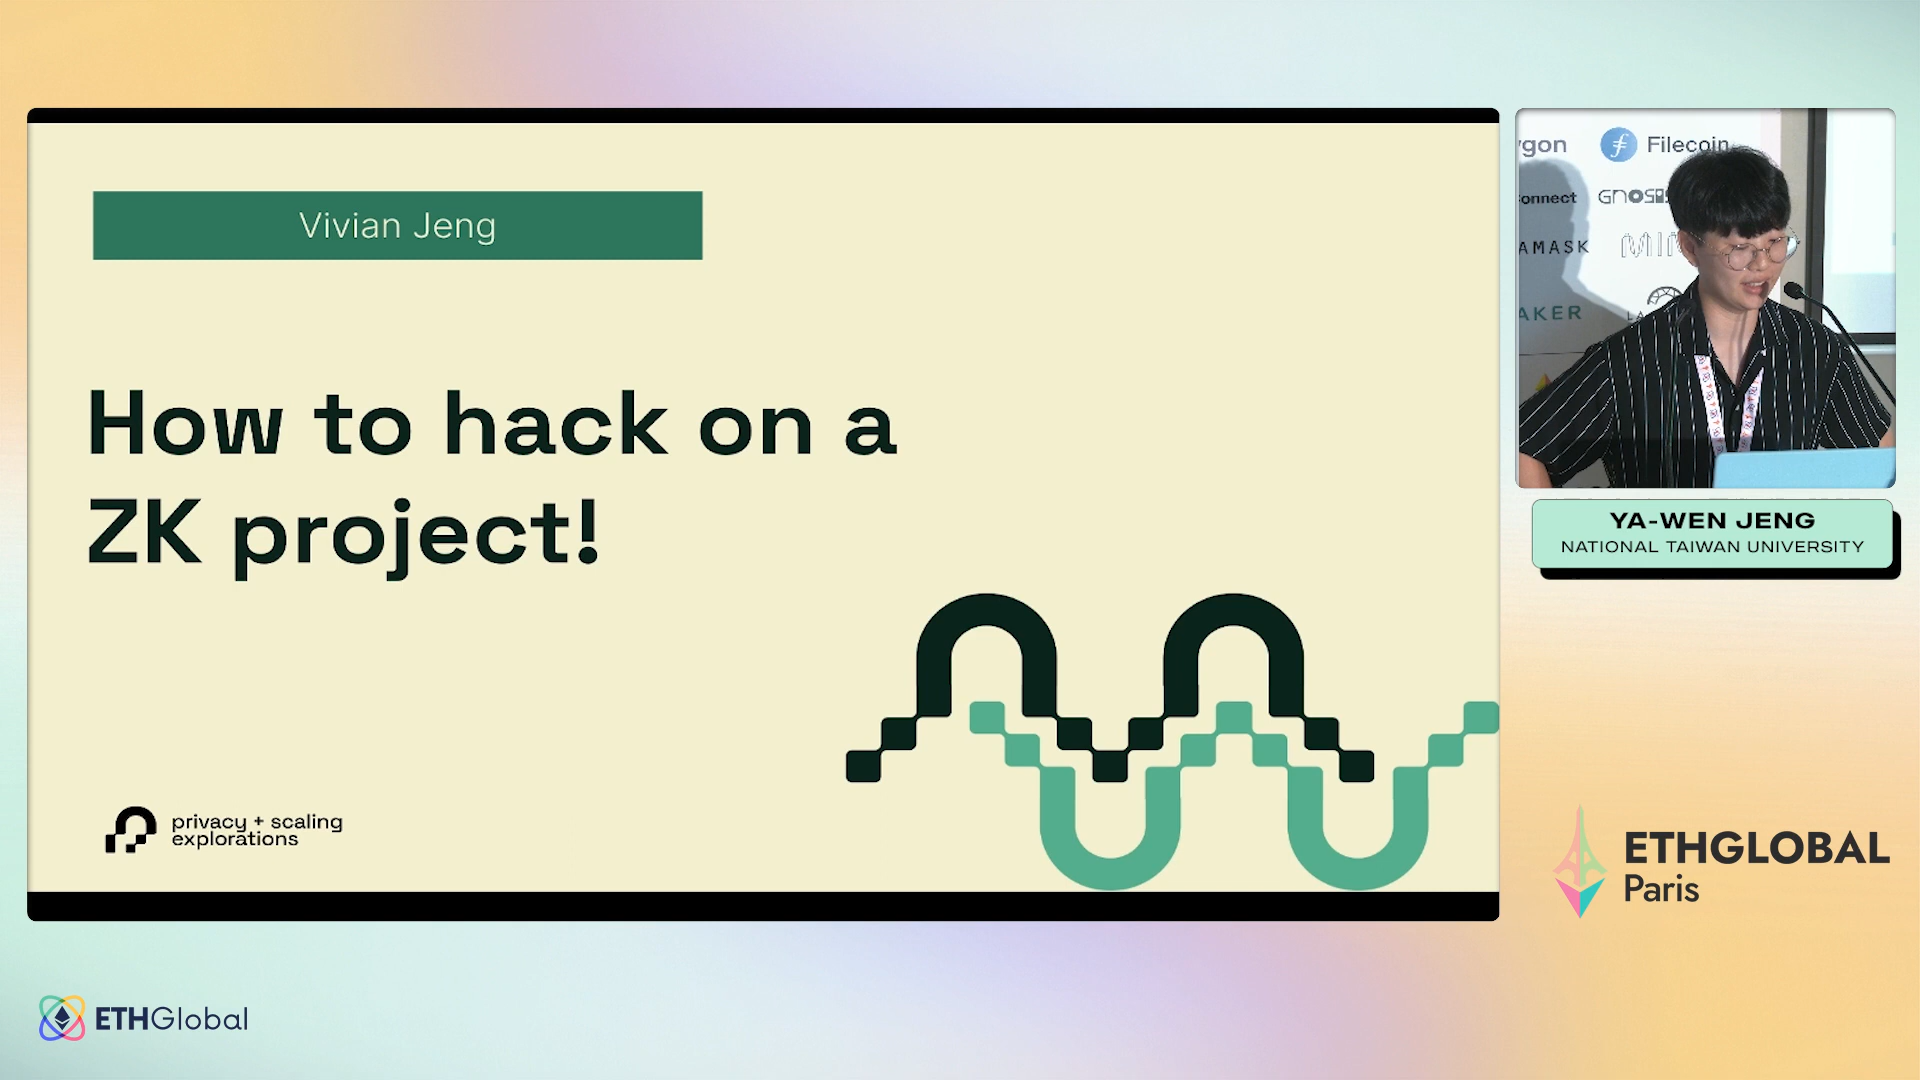 Vivian Jeng
How to hack on a
ZK project!
privacy + scaling
explorations
Filecoin
YA-WEN JENG
NATIONAL TAIWAN UNIVERSITY
ETHGLOBAL
Paris
ETHGlobal